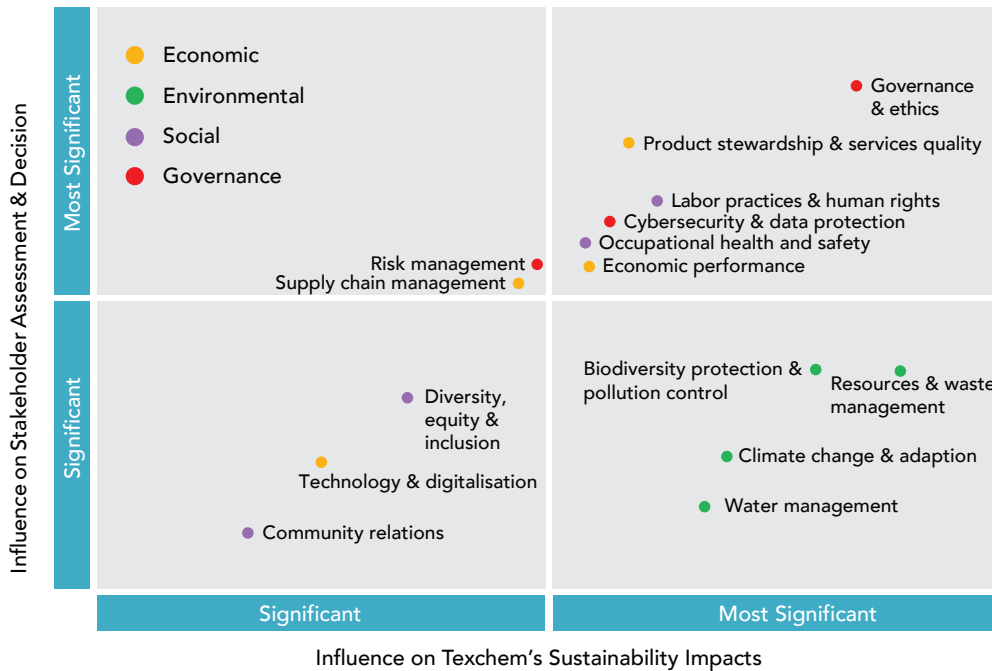 Influence on Stakeholder Assessment & Decision
Most Significant
Significant
Economic
Environmental
Social
Governance
Governance
& ethics
Product stewardship & services quality
Labor practices & human rights
Cybersecurity & data protection
Occupational health and safety
Economic performance
Risk management
Supply chain management
Biodiversity protection &
pollution control
Resources & waste
management
Diversity,
equity &
inclusion
Climate change & adaption
Technology & digitalisation
Water management
Community relations
Significant
Most Significant
Influence on Texchem's Sustainability Impacts